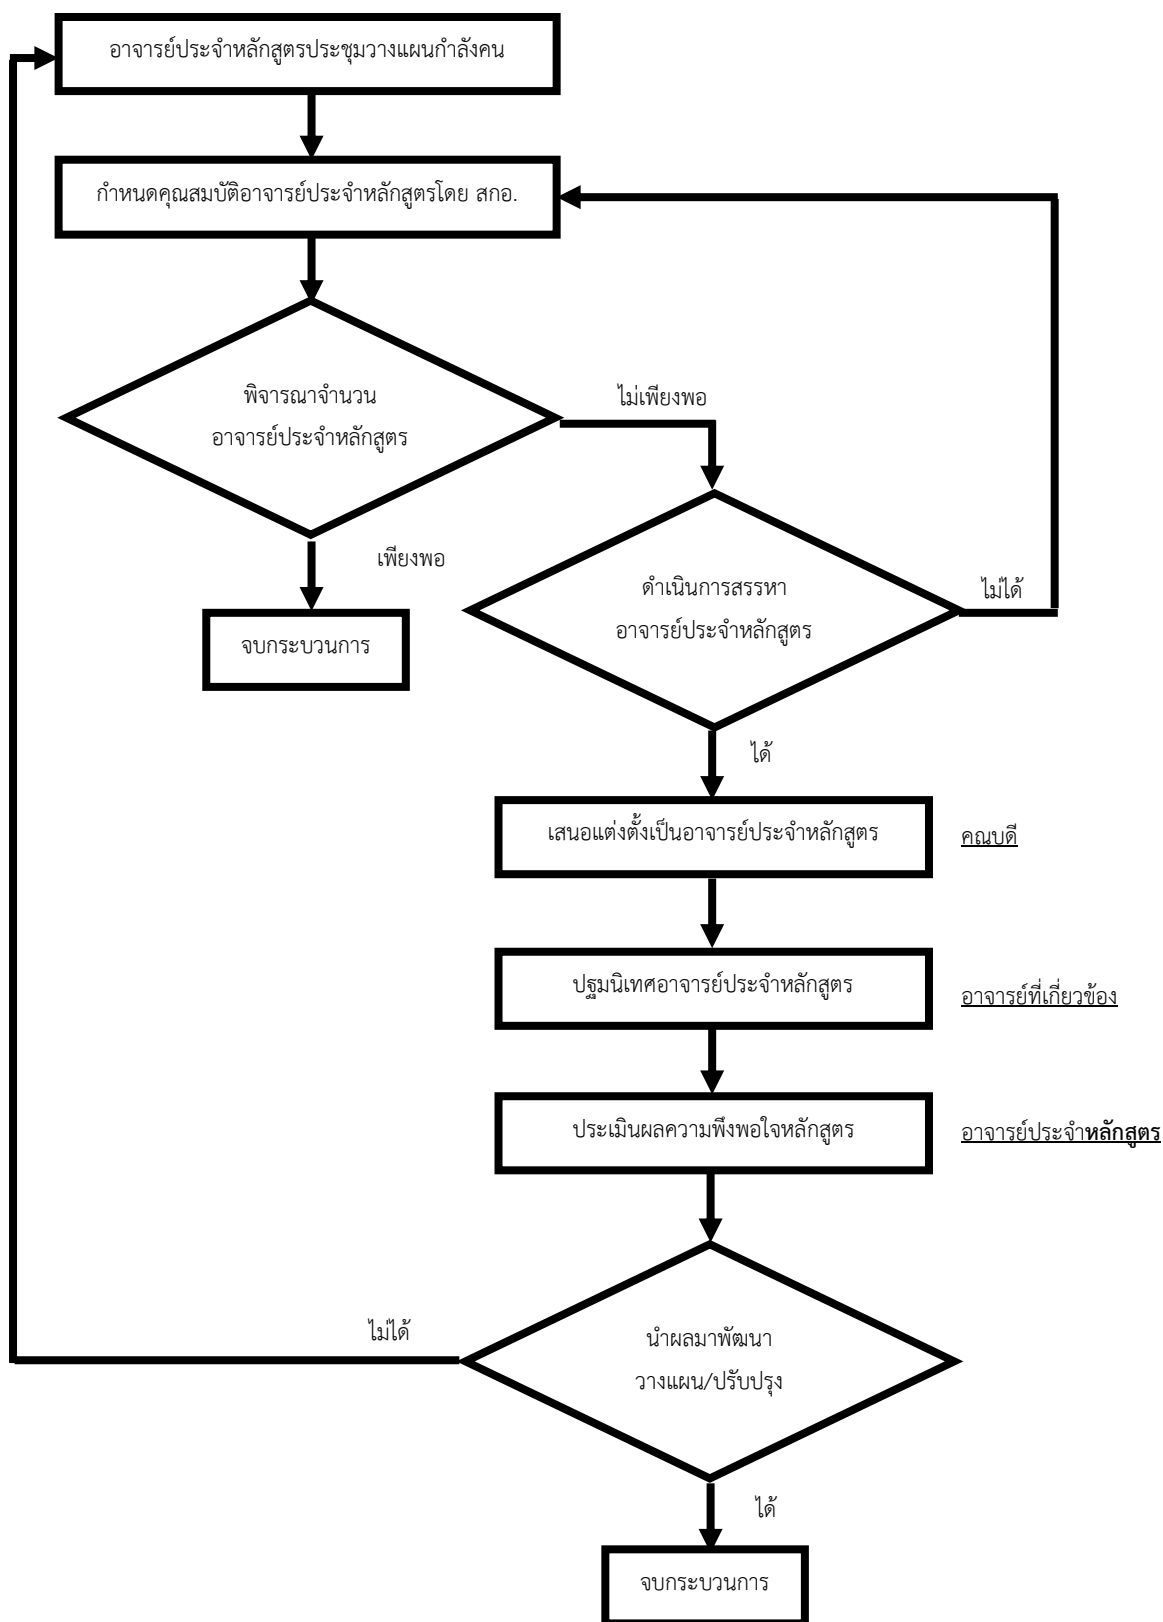 อาจารย์ประจำหลักสูตรประชุมวางแผนกำลังคน
กำหนดคุณสมบัติอาจารย์ประจำหลักสูตรโดย สกอ.
พิจารณาจำนวน
อาจารย์ประจำหลักสูตร
ไม่เพียงพอ
เพียงพอ
จบกระบวนการ
ดำเนินการสรรหา
อาจารย์ประจำหลักสูตร
ไม่ได้
ได้
เสนอแต่งตั้งเป็นอาจารย์ประจำหลักสูตร
คณบดี
ปฐมนิเทศอาจารย์ประจำหลักสูตร
อาจารย์ที่เกี่ยวข้อง
ประเมินผลความพึงพอใจหลักสูตร
อาจารย์ประจำหลักสูตร
ไม่ได้
นำผลมาพัฒนา
วางแผน/ปรับปรุง
ได้
จบกระบวนการ